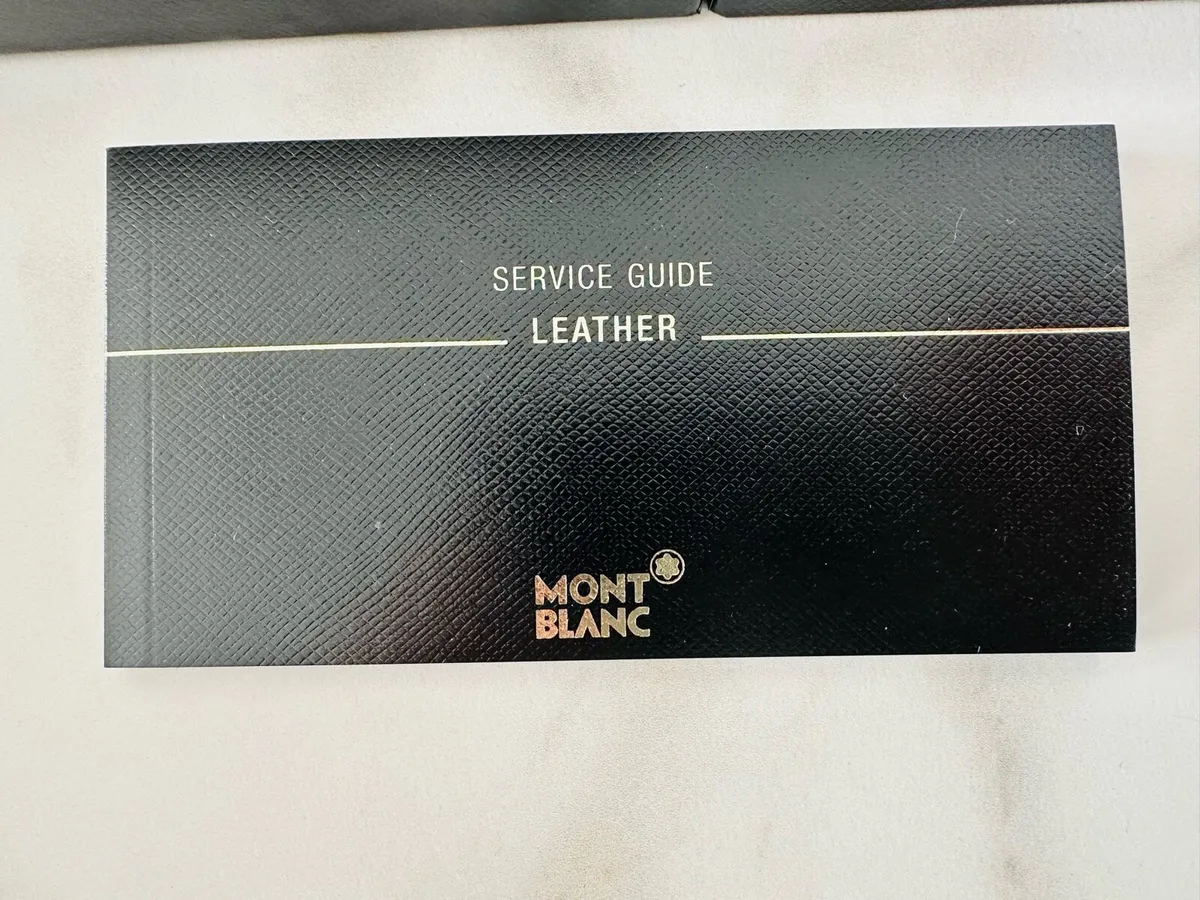 SERVICE GUIDE
LEATHER
MONT
BLANC